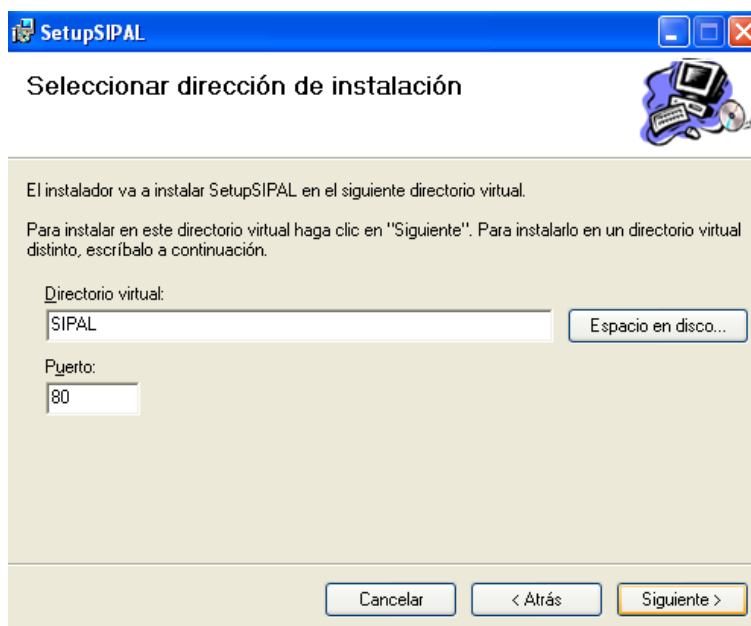 SetupSIPAL
Seleccionar dirección de instalación
El instalador va a instalar SetupSIPAL en el siguiente directorio virtual.
Para instalar en este directorio virtual haga clic en "Siguiente". Para instalarlo en un directorio virtual
distinto, escríbalo a continuación.
Directorio virtual:
SIPAL
Espacio en disco...
Puerto:
80
Cancelar
< Atrás
Siguiente >